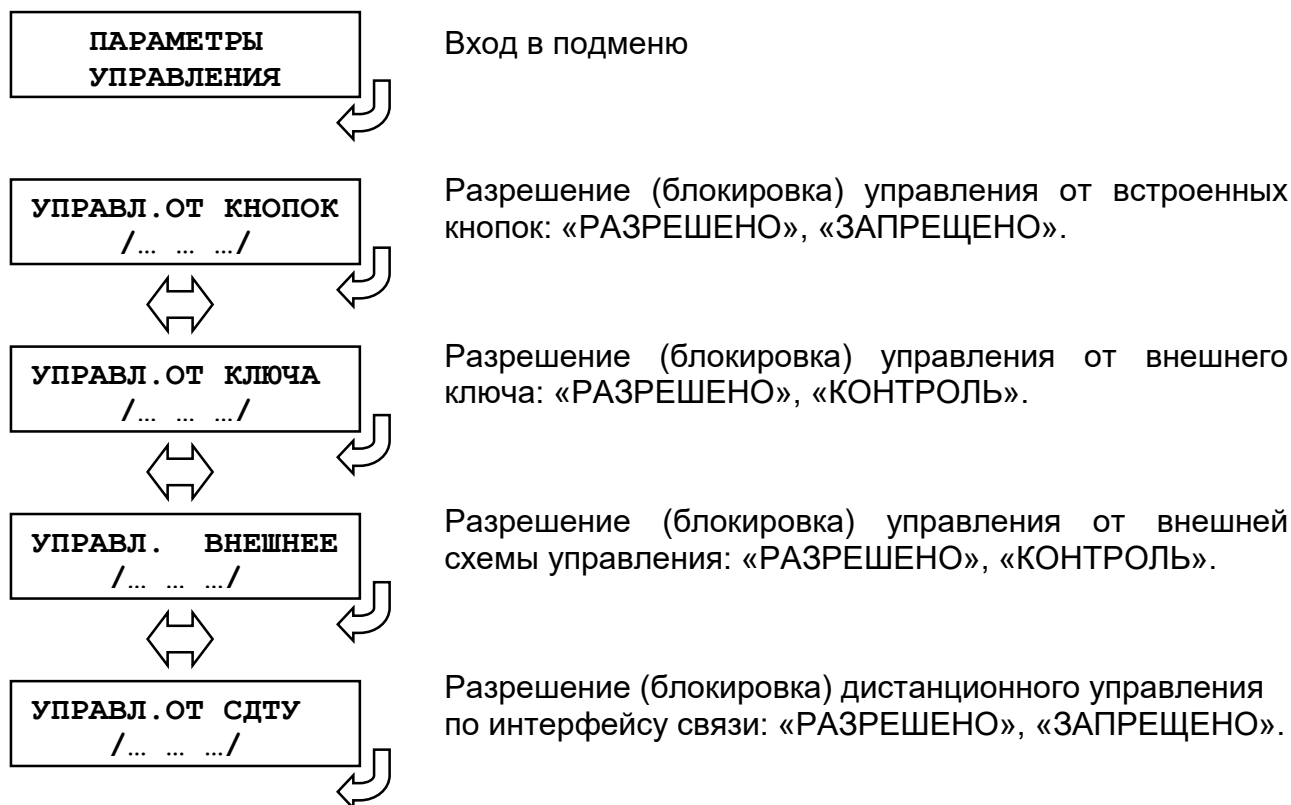 ПАРАМЕТРЫ
УПРАВЛЕНИЯ
Вход в подменю
УПРАВЛ.ОТ КНОПОК
/… … …/
Разрешение (блокировка) управления от встроенных
кнопок: «РАЗРЕШЕНО», «ЗАПРЕЩЕНО».
УПРАВЛ.ОТ КЛЮЧА
/… … …/
Разрешение (блокировка) управления от внешнего
ключа: «РАЗРЕШЕНО», «КОНТРОЛЬ».
УПРАВЛ. ВНЕШНЕЕ
/… … …/
Разрешение (блокировка) управления от внешней
схемы управления: «РАЗРЕШЕНО», «КОНТРОЛЬ».
УПРАВЛ.ОТ СДТУ
/… … …/
Разрешение (блокировка) дистанционного управления
по интерфейсу связи: «РАЗРЕШЕНО», «ЗАПРЕЩЕНО».